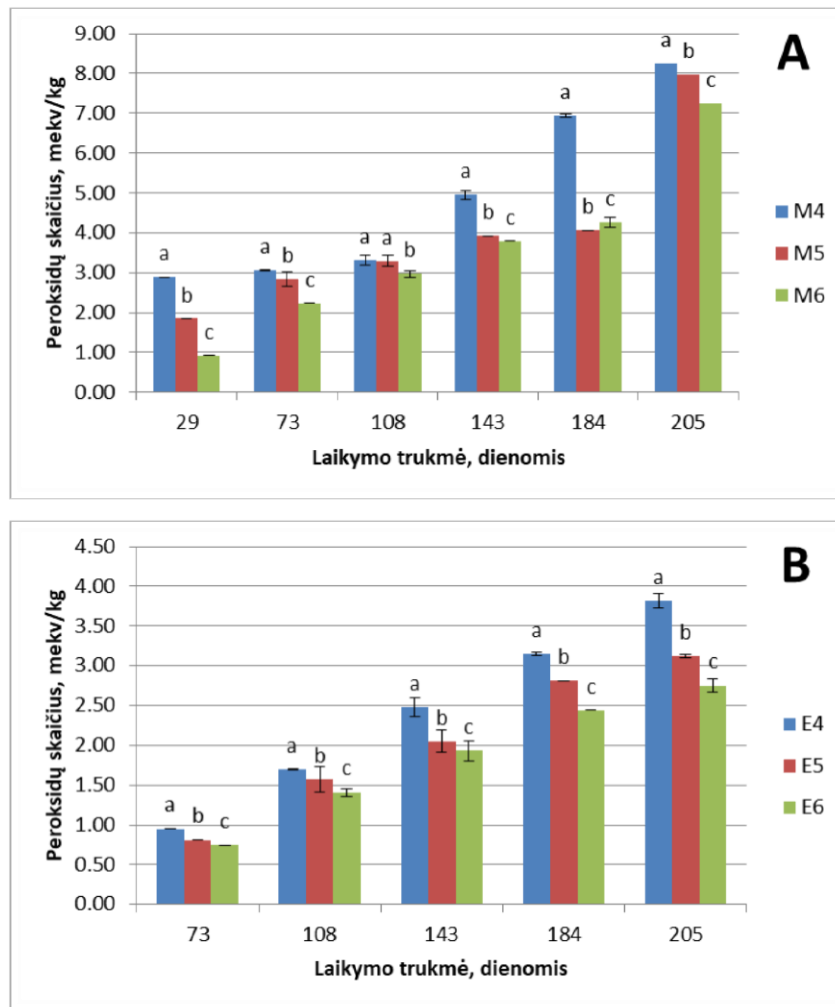 A
Peroksidų skaičius, mekv/kg
9.00
8.00
7.00
6.00
5.00
4.00
3.00
2.00
1.00
0.00
a b c
a b c
a a b
a b c
a b c
a b c
29 73 108 143 184 205
Laikymo trukmė, dienomis
M4
M5
M6
B
Peroksidų skaičius, mekv/kg
4.50
4.00
3.50
3.00
2.50
2.00
1.50
1.00
0.50
0.00
a b c
a b c
a b c
a b c
a b c
73 108 143 184 205
Laikymo trukmė, dienomis
E4
E5
E6